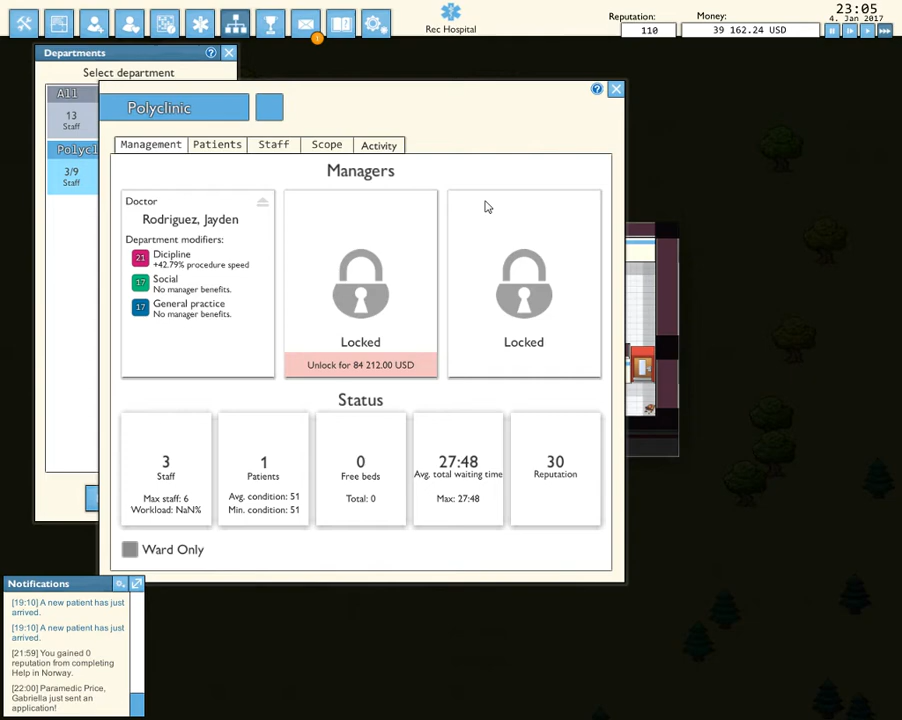 Rec Hospital
Reputation:
110
Money:
39 162.24 USD
23:05
4. Jan 2017
1
Departments
?
Select department
All
13
Staff
Polycl
3/9
Staff
Polyclinic
?
Management
Patients
Staff
Scope
Activity
Managers
Doctor
Rodriguez, Jayden
Department modifiers:
21
Dicipline
+42.79% procedure speed
17
Social
No manager benefits.
17
General practice
No manager benefits.
Locked
Unlock for 84 212.00 USD
Locked
Status
3
Staff
Max staff: 6
Workload: NaN%
1
Patients
Avg. condition: 51
Min. condition: 51
0
Free beds
Total: 0
27:48
Avg. total waiting time
Max: 27:48
30
Reputation
Ward Only
Notifications
[19:10] A new patient has just
arrived.
[19:10] A new patient has just
arrived.
[21:59] You gained 0
reputation from completing
Help in Norway.
[22:00] Paramedic Price,
Gabriella just sent an
application!